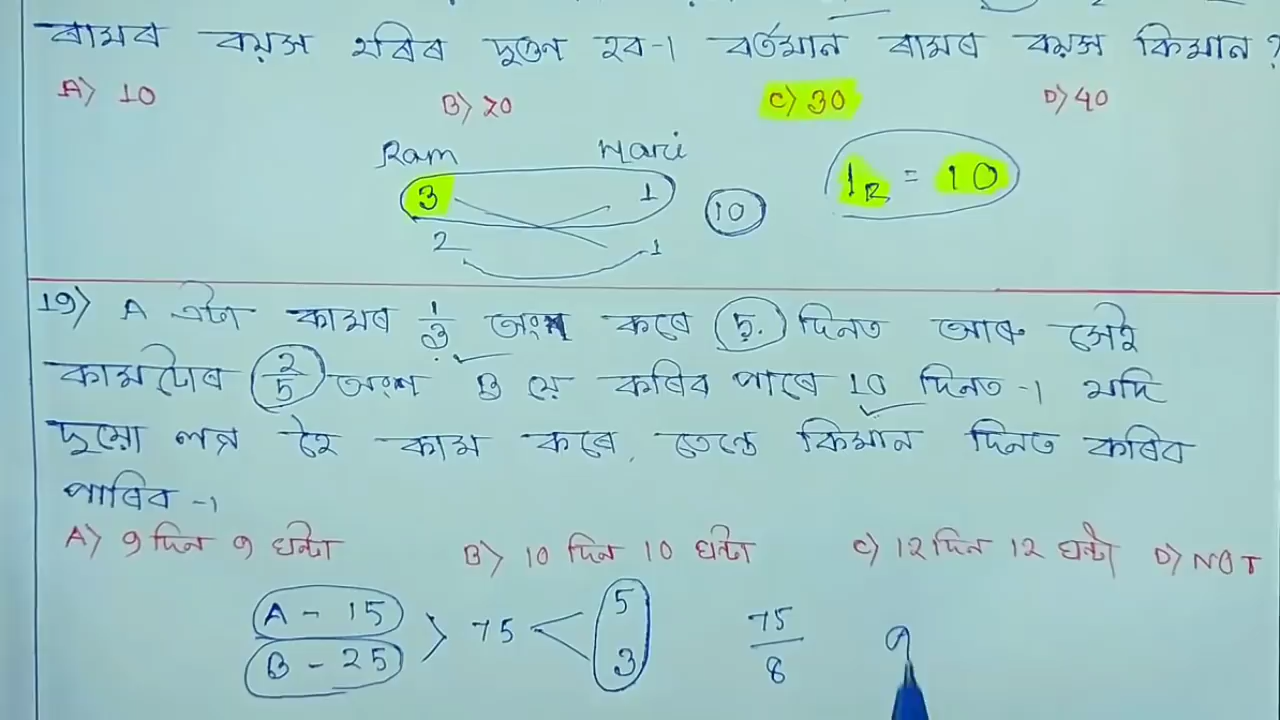 ৰামৰ বয়স হৰিৰ দুগুন হব-। বৰ্তমান ৰামৰ বয়স কিমান?
A) 10 B) 20 C) 30 D) 40
Ram Hari
3 1 10 1R = 10
2 1
19) A এটা কামৰ 1/3 অংশ কৰে 5. দিনত আৰু সেই
কামটোৰ 2/5 অংশ B য়ে কৰিব পাৰে 10 দিনত-। যদি
দুয়ো লগ হৈ কাম কৰে, তেন্তে কিমান দিনত কৰিব
পাৰিব-।
A) 9 দিন 9 ঘন্টা B) 10 দিন 10 ঘন্টা C) 12 দিন 12 ঘন্টা D) NOT
A - 15
B - 25 > 75 < 5 3 75/8 9